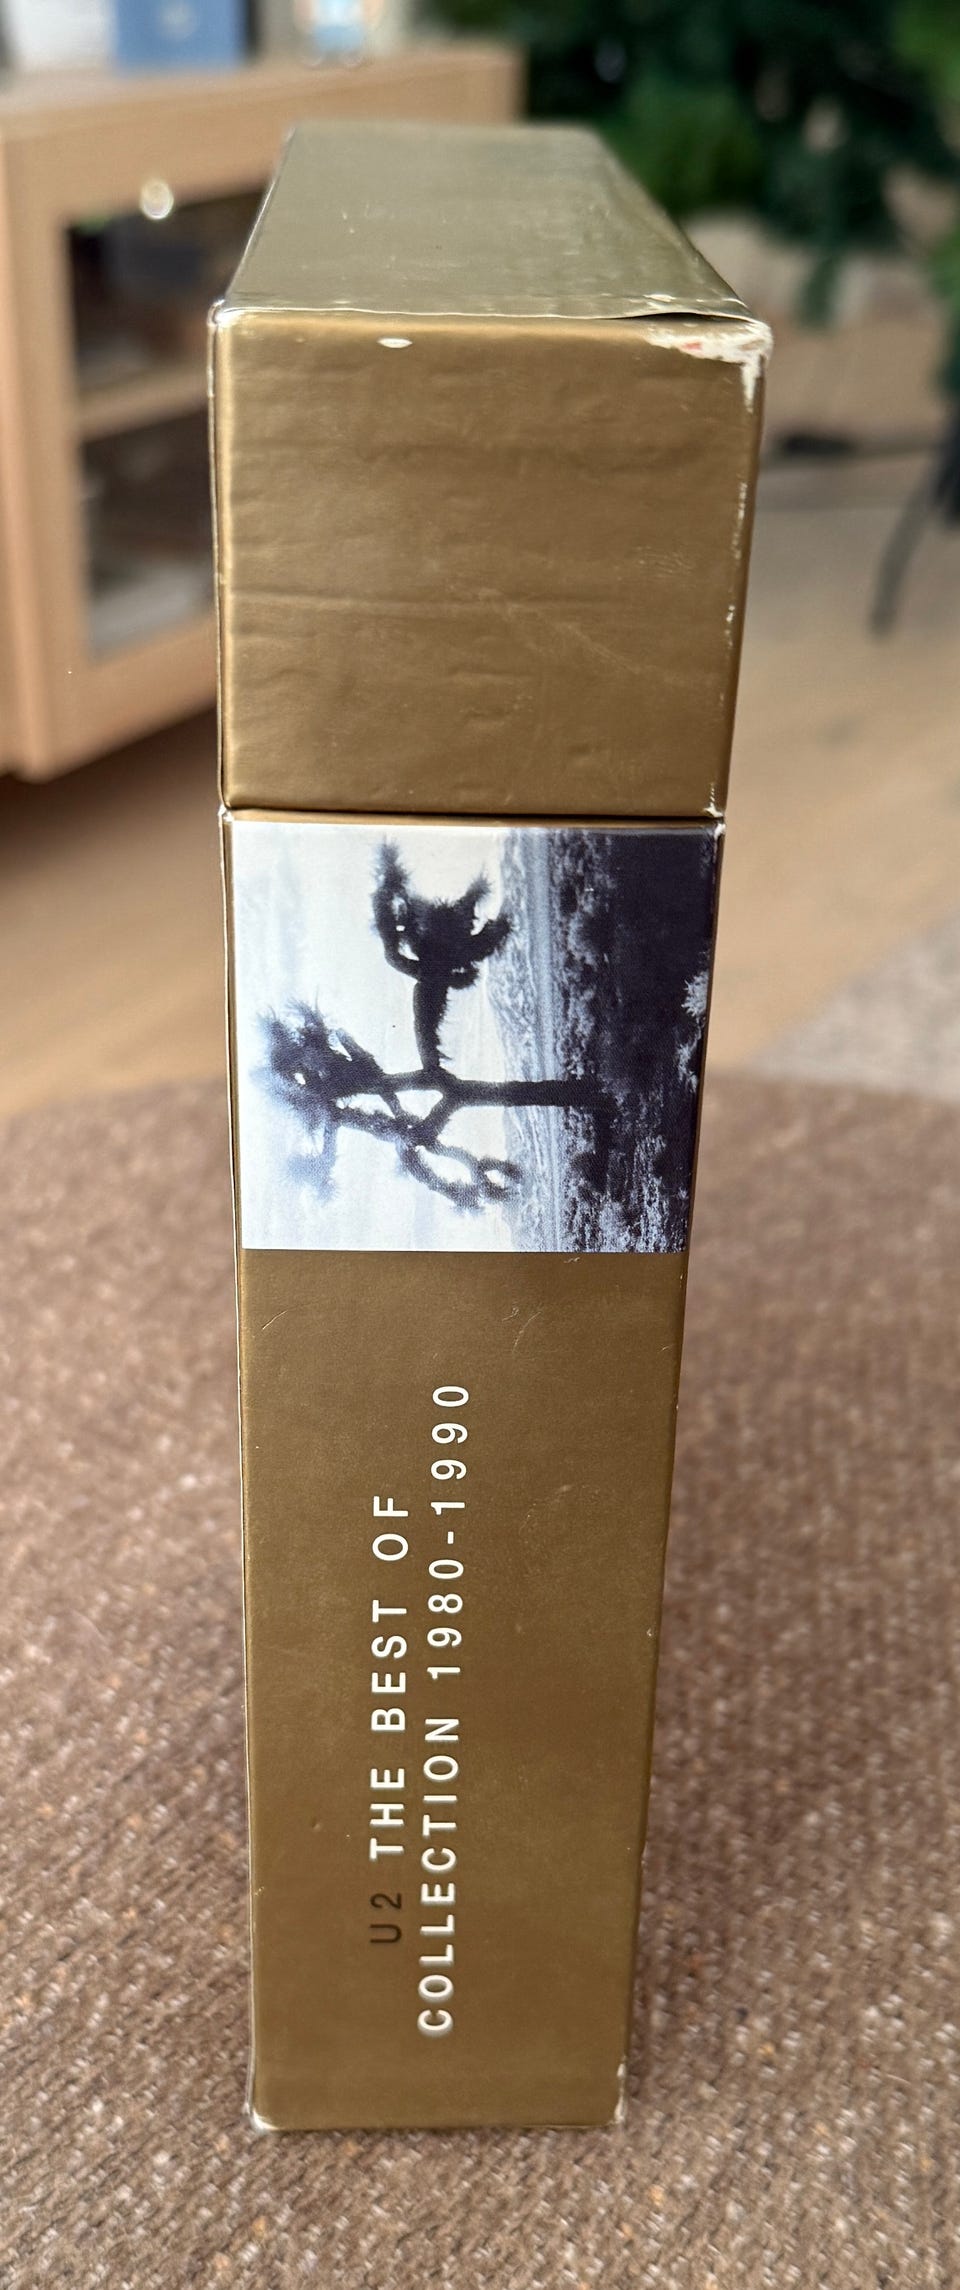 U2 THE BEST OF
COLLECTION 1980-1990